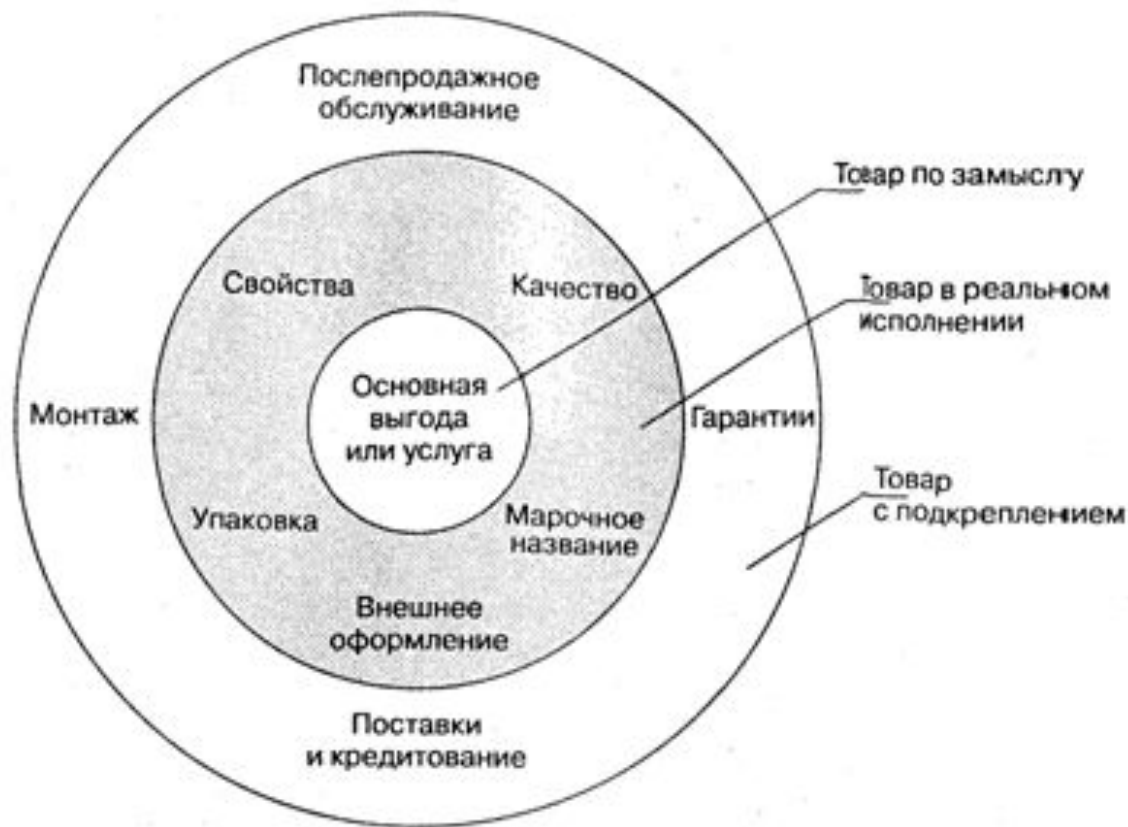 Послепродажное
обслуживание
Товар по замыслу
Свойства
Качество
Товар в реальном
исполнении
Основная
выгода
или услуга
Монтаж
Гарантии
Товар
с подкреплением
Упаковка
Марочное
название
Внешнее
оформление
Поставки
и кредитование